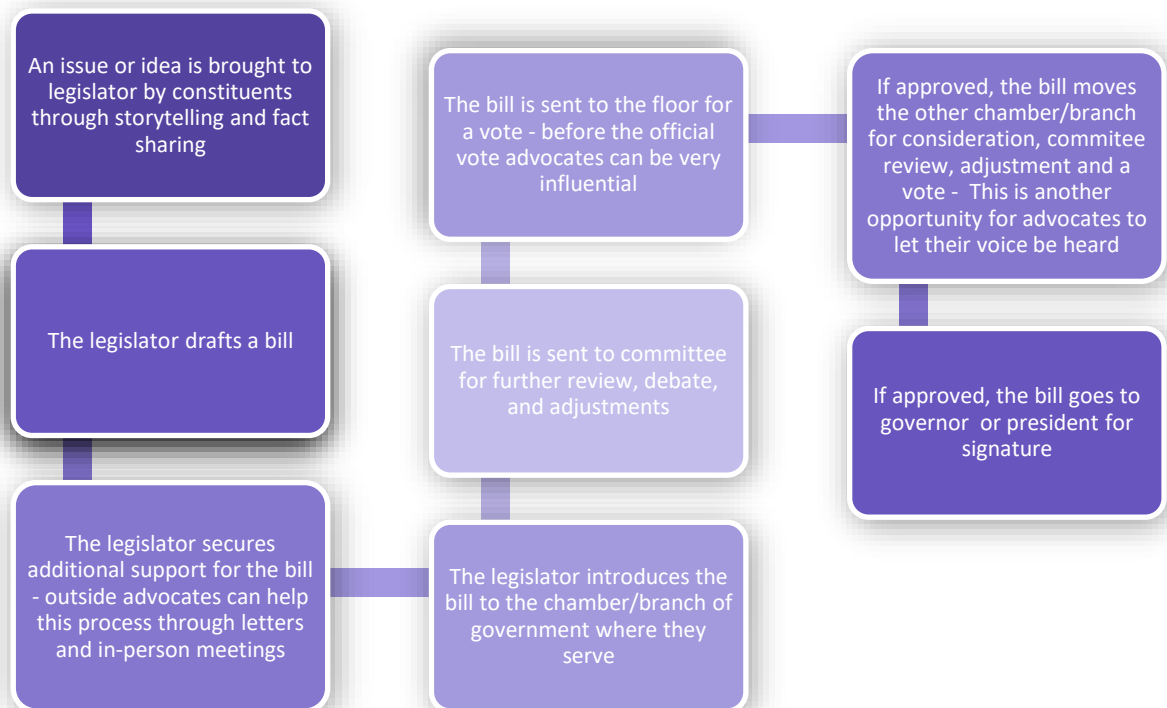 An issue or idea is brought to
legislator by constituents
through storytelling and fact
sharing
The legislator drafts a bill
The legislator secures
additional support for the bill
- outside advocates can help
this process through letters
and in-person meetings
The legislator introduces the
bill to the chamber/branch of
government where they
serve
The bill is sent to committee
for further review, debate,
and adjustments
The bill is sent to the floor for
a vote - before the official
vote advocates can be very
influential
If approved, the bill moves
the other chamber/branch
for consideration, commitee
review, adjustment and a
vote -  This is another
opportunity for advocates to
let their voice be heard
If approved, the bill goes to
governor  or president for
signature